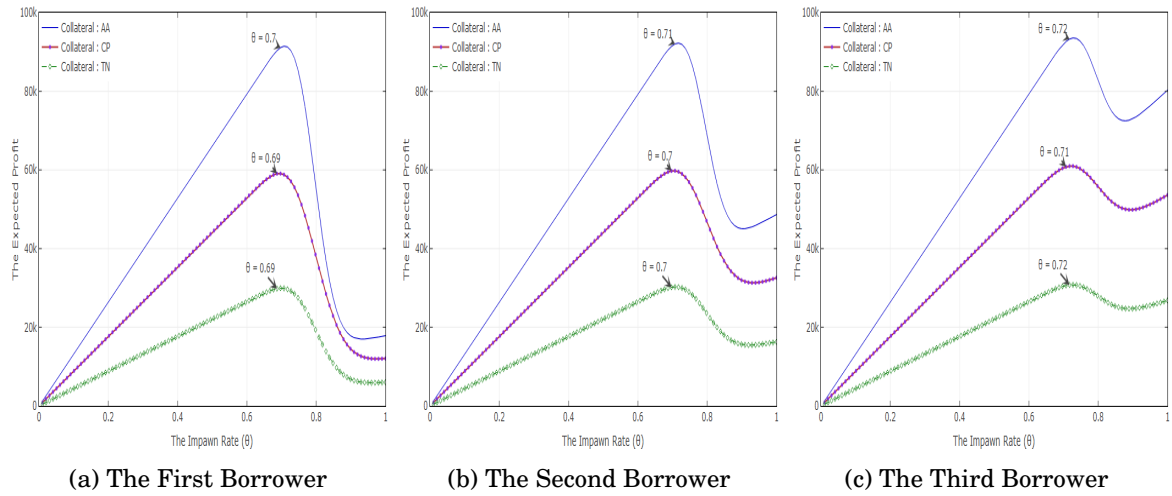 The Expected Profit
100k
80k
60k
40k
20k
0
Collateral : AA
Collateral : CP
Collateral : TN
θ = 0.7
θ = 0.69
θ = 0.69
0
0.2
0.4
0.6
0.8
1
The Impawn Rate (θ)
(a) The First Borrower
The Expected Profit
100k
80k
60k
40k
20k
0
Collateral : AA
Collateral : CP
Collateral : TN
θ = 0.71
θ = 0.7
θ = 0.7
0
0.2
0.4
0.6
0.8
1
The Impawn Rate (θ)
(b) The Second Borrower
The Expected Profit
100k
80k
60k
40k
20k
0
Collateral : AA
Collateral : CP
Collateral : TN
θ = 0.72
θ = 0.71
θ = 0.72
0
0.2
0.4
0.6
0.8
1
The Impawn Rate (θ)
(c) The Third Borrower